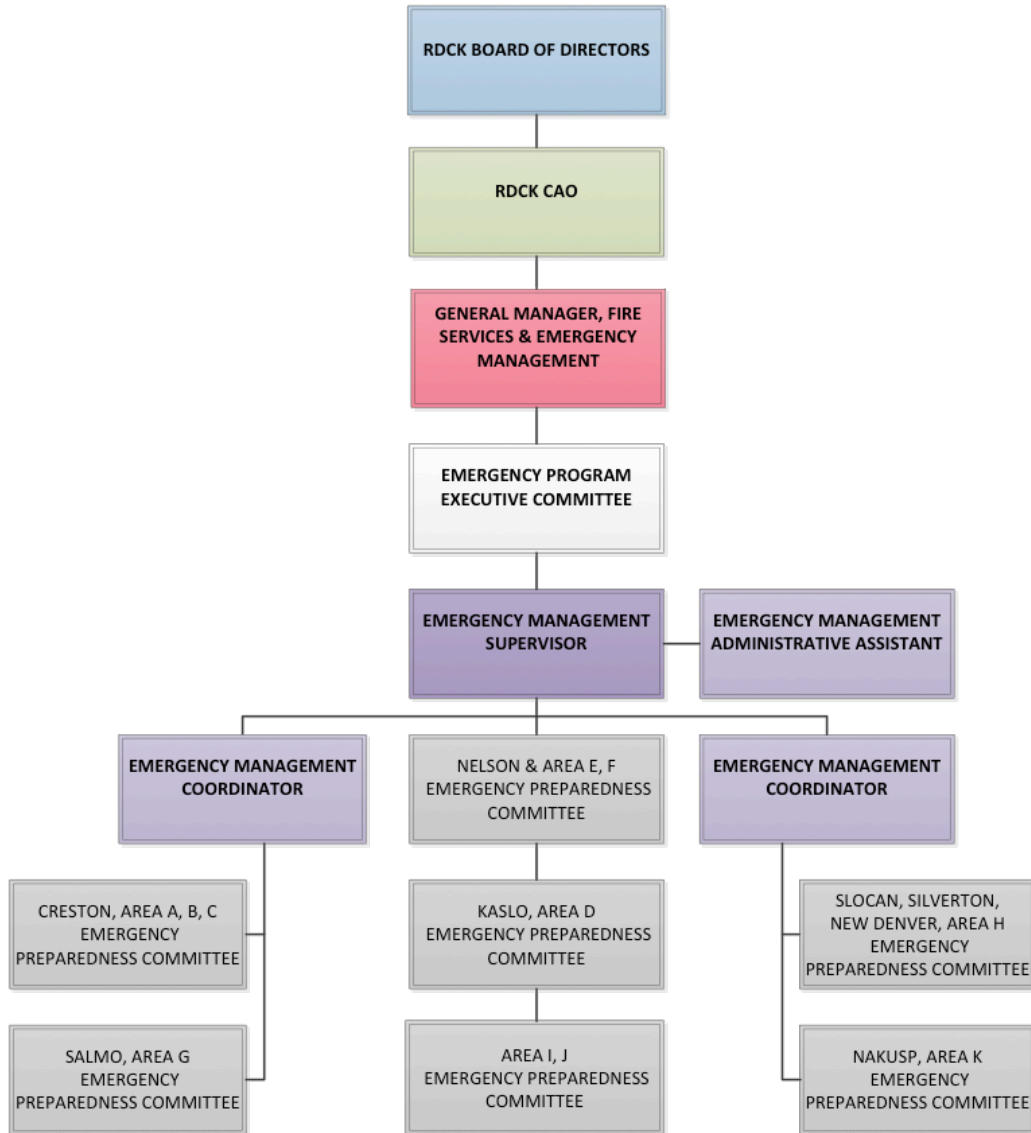 RDCK BOARD OF DIRECTORS
RDCK CAO
GENERAL MANAGER, FIRE
SERVICES & EMERGENCY
MANAGEMENT
EMERGENCY PROGRAM
EXECUTIVE COMMITTEE
EMERGENCY MANAGEMENT
SUPERVISOR
EMERGENCY MANAGEMENT
ADMINISTRATIVE ASSISTANT
EMERGENCY MANAGEMENT
COORDINATOR
NELSON & AREA E, F
EMERGENCY PREPAREDNESS
COMMITTEE
EMERGENCY MANAGEMENT
COORDINATOR
CRESTON, AREA A, B, C
EMERGENCY
PREPAREDNESS COMMITTEE
KASLO, AREA D
EMERGENCY PREPAREDNESS
COMMITTEE
SLOCAN, SILVERTON,
NEW DENVER, AREA H
EMERGENCY
PREPAREDNESS COMMITTEE
SALMO, AREA G
EMERGENCY
PREPAREDNESS COMMITTEE
AREA I, J
EMERGENCY PREPAREDNESS
COMMITTEE
NAKUSP, AREA K
EMERGENCY
PREPAREDNESS COMMITTEE